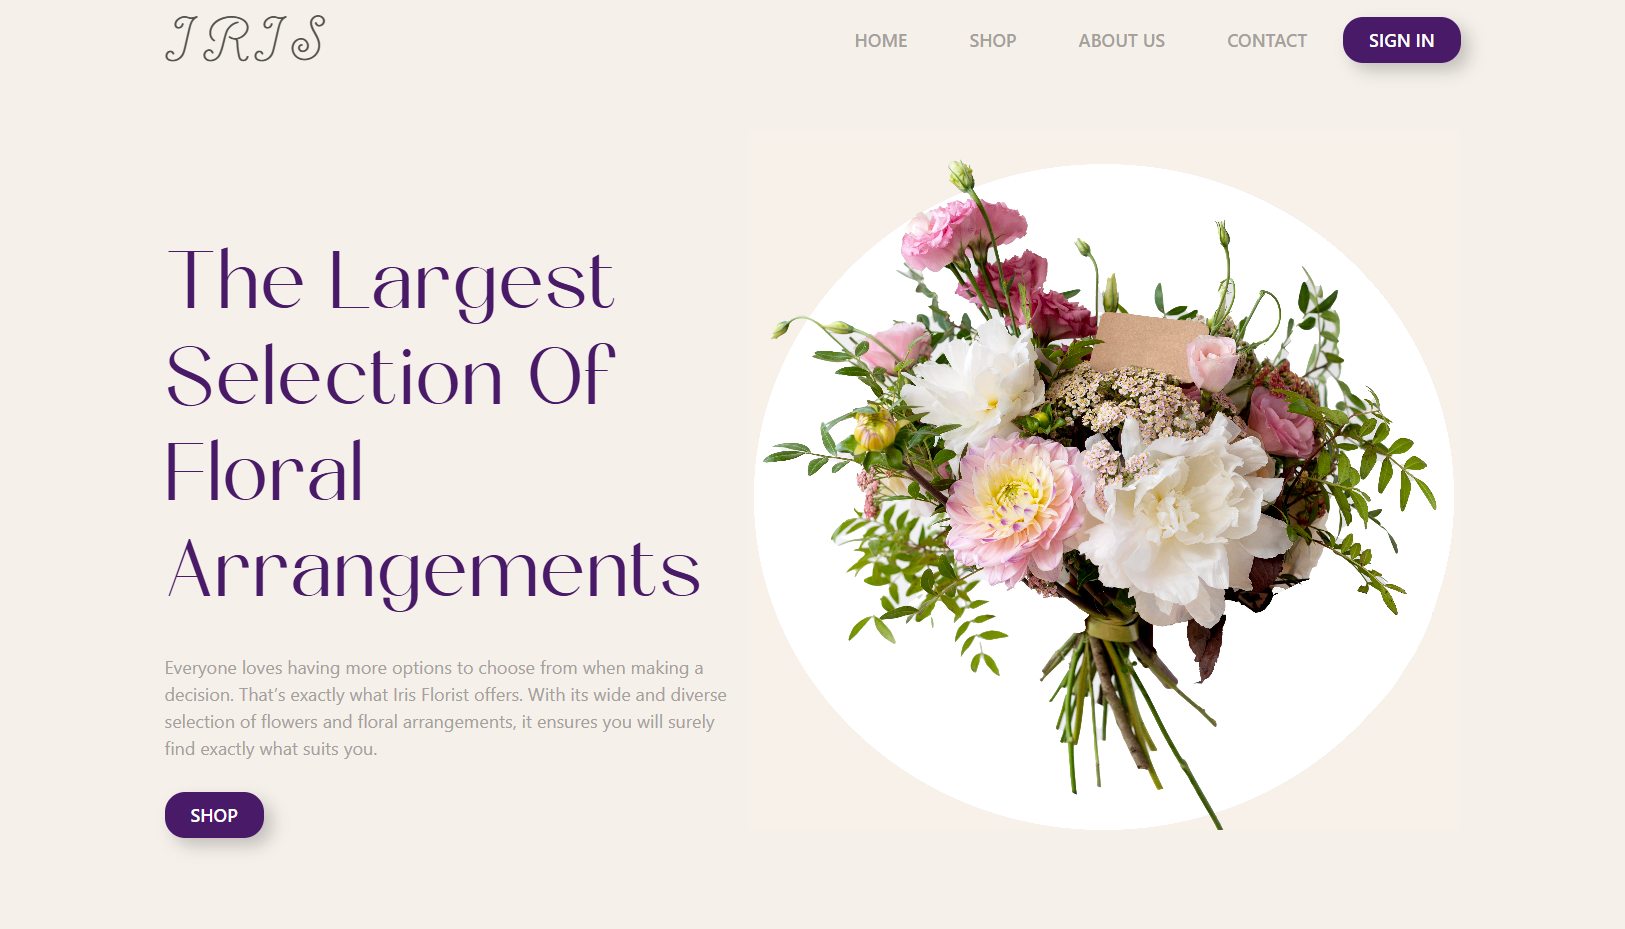 IRIS
HOME SHOP ABOUT US CONTACT SIGN IN
The Largest
Selection Of
Floral
Arrangements
Everyone loves having more options to choose from when making a
decision. That's exactly what Iris Florist offers. With its wide and diverse
selection of flowers and floral arrangements, it ensures you will surely
find exactly what suits you.
SHOP